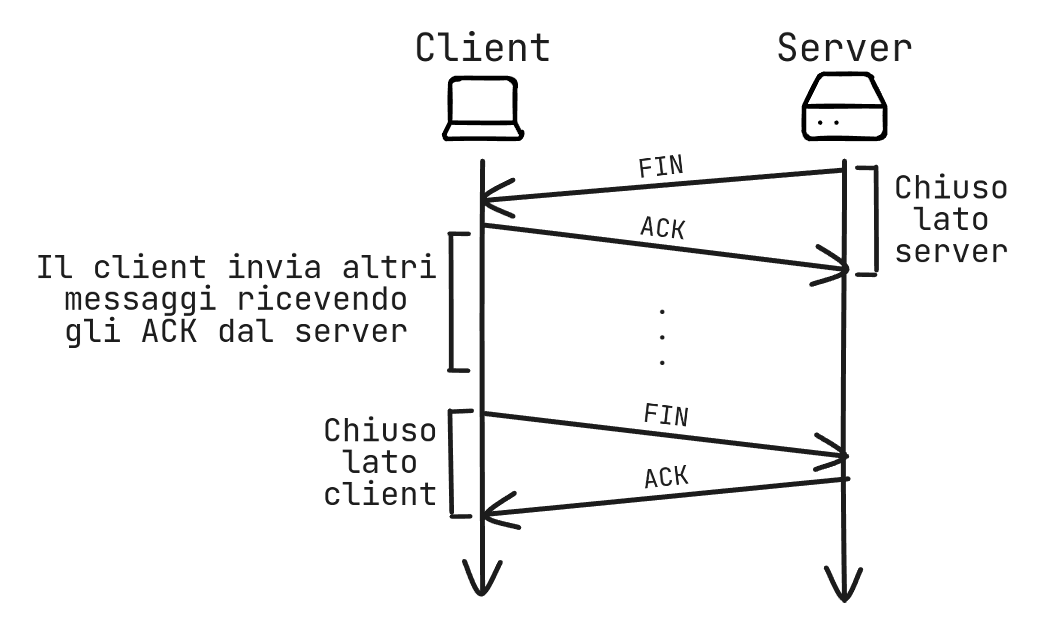 Client
Server
FIN
Chiuso
lato
server
ACK
Il client invia altri
messaggi ricevendo
gli ACK dal server
FIN
Chiuso
lato
client
ACK